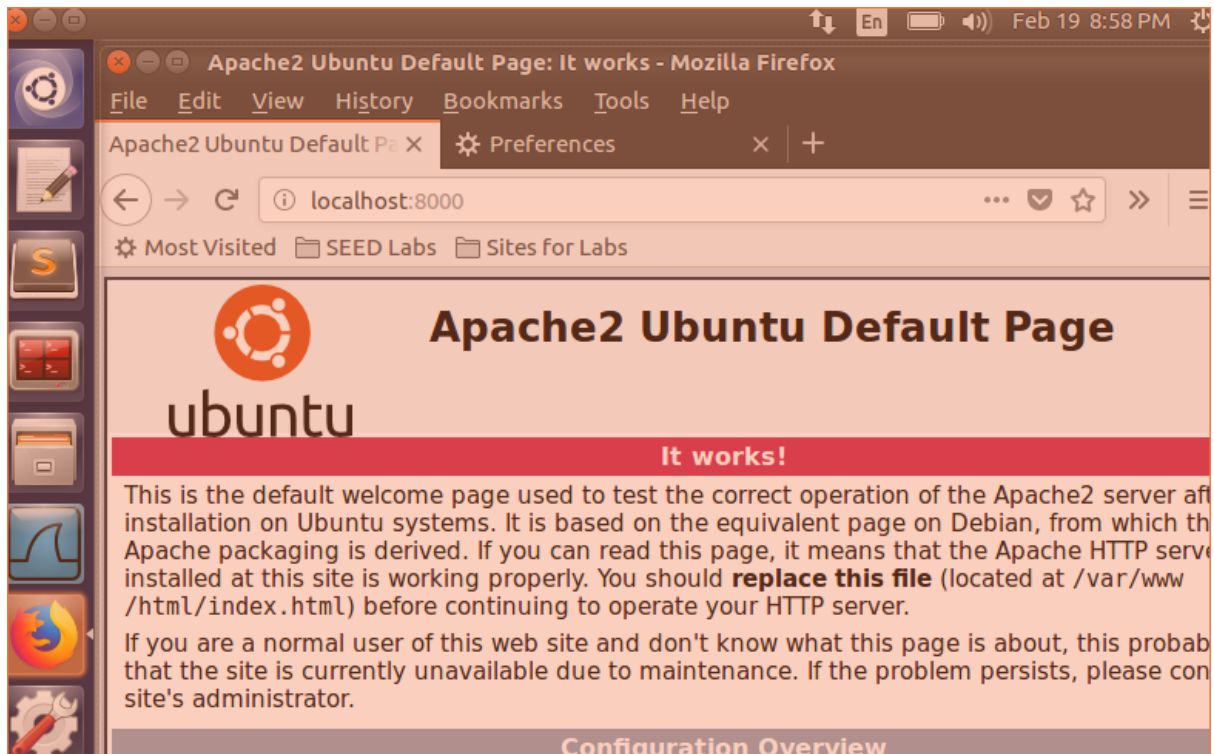 En Feb 19 8:58 PM
Apache2 Ubuntu Default Page: It works - Mozilla Firefox
File Edit View History Bookmarks Tools Help
Apache2 Ubuntu Default Pa Preferences
localhost:8000
Most Visited SEED Labs Sites for Labs
Apache2 Ubuntu Default Page
ubuntu
It works!
This is the default welcome page used to test the correct operation of the Apache2 server aft
installation on Ubuntu systems. It is based on the equivalent page on Debian, from which th
Apache packaging is derived. If you can read this page, it means that the Apache HTTP serve
installed at this site is working properly. You should replace this file (located at /var/www
/html/index.html) before continuing to operate your HTTP server.
If you are a normal user of this web site and don't know what this page is about, this probab
that the site is currently unavailable due to maintenance. If the problem persists, please con
site's administrator.
Configuration Overview